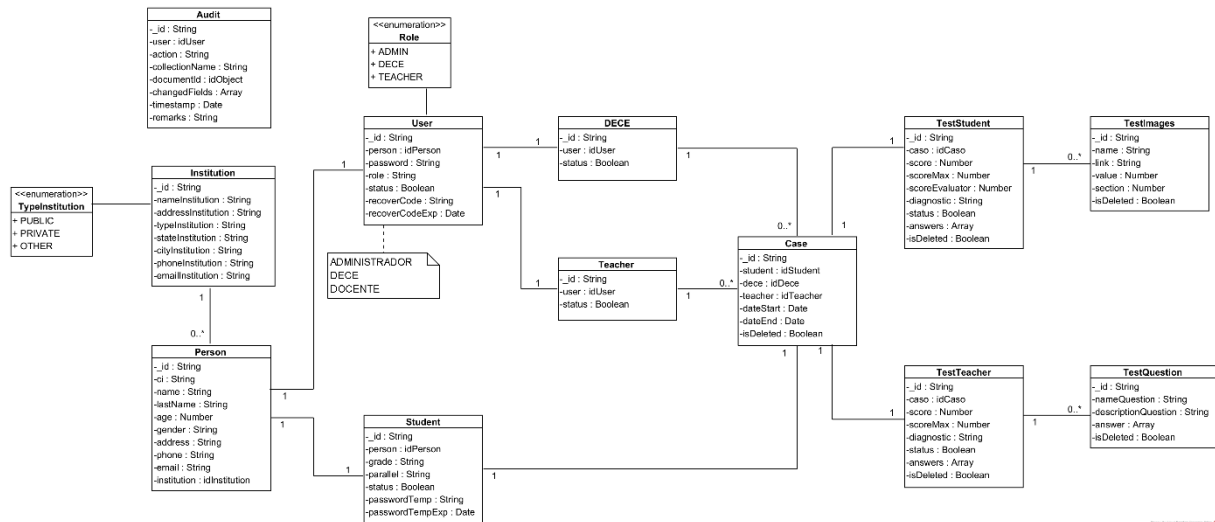 Audit
-_id : String
-user : idUser
-action : String
-collectionName : String
-documentId : idObject
-changedFields : Array
-timestamp : Date
-remarks : String
<<enumeration>>
Role
+ ADMIN
+ DECE
+ TEACHER
User
-_id : String
-person : idPerson
-password : String
-role : String
-status : Boolean
-recoverCode : String
-recoverCodeExp : Date
1
1
1
DECE
-_id : String
-user : idUser
-status : Boolean
1
1
TestStudent
-_id : String
-caso : idCaso
-score : Number
-scoreMax : Number
-scoreEvaluator : Number
-diagnostic : String
-status : Boolean
-answers : Array
-isDeleted : Boolean
1
1
0..*
TestImages
-_id : String
-name : String
-link : String
-value : Number
-section : Number
-isDeleted : Boolean
<<enumeration>>
TypeInstitution
+ PUBLIC
+ PRIVATE
+ OTHER
Institution
-_id : String
-nameInstitution : String
-addressInstitution : String
-typeInstitution : String
-stateInstitution : String
-cityInstitution : String
-phoneInstitution : String
-emailInstitution : String
1
0..*
ADMINISTRADOR
DECE
DOCENTE
Teacher
-_id : String
-user : idUser
-status : Boolean
1
1
0..*
0..*
1
Case
-_id : String
-student : idStudent
-dece : idDece
-teacher : idTeacher
-dateStart : Date
-dateEnd : Date
-isDeleted : Boolean
1
1
Person
-_id : String
-ci : String
-name : String
-lastName : String
-age : Number
-gender : String
-address : String
-phone : String
-email : String
-institution : idInstitution
1
1
Student
-_id : String
-person : idPerson
-grade : String
-parallel : String
-status : Boolean
-passwordTemp : String
-passwordTempExp : Date
1
1
TestTeacher
-_id : String
-caso : idCaso
-score : Number
-scoreMax : Number
-diagnostic : String
-status : Boolean
-answers : Array
-isDeleted : Boolean
1
1
0..*
TestQuestion
-_id : String
-nameQuestion : String
-descriptionQuestion : String
-answer : Array
-isDeleted : Boolean